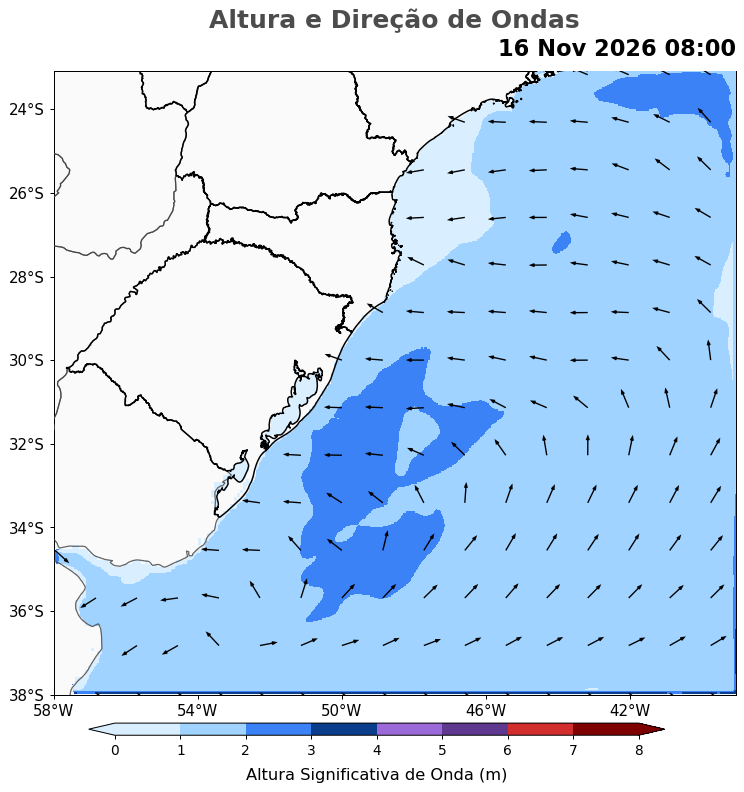 Altura e Direção de Ondas
16 Nov 2026 08:00
24°S
26°S
28°S
30°S
32°S
34°S
36°S
38°S
58°W 54°W 50°W 46°W 42°W
0 1 2 3 4 5 6 7 8
Altura Significativa de Onda (m)